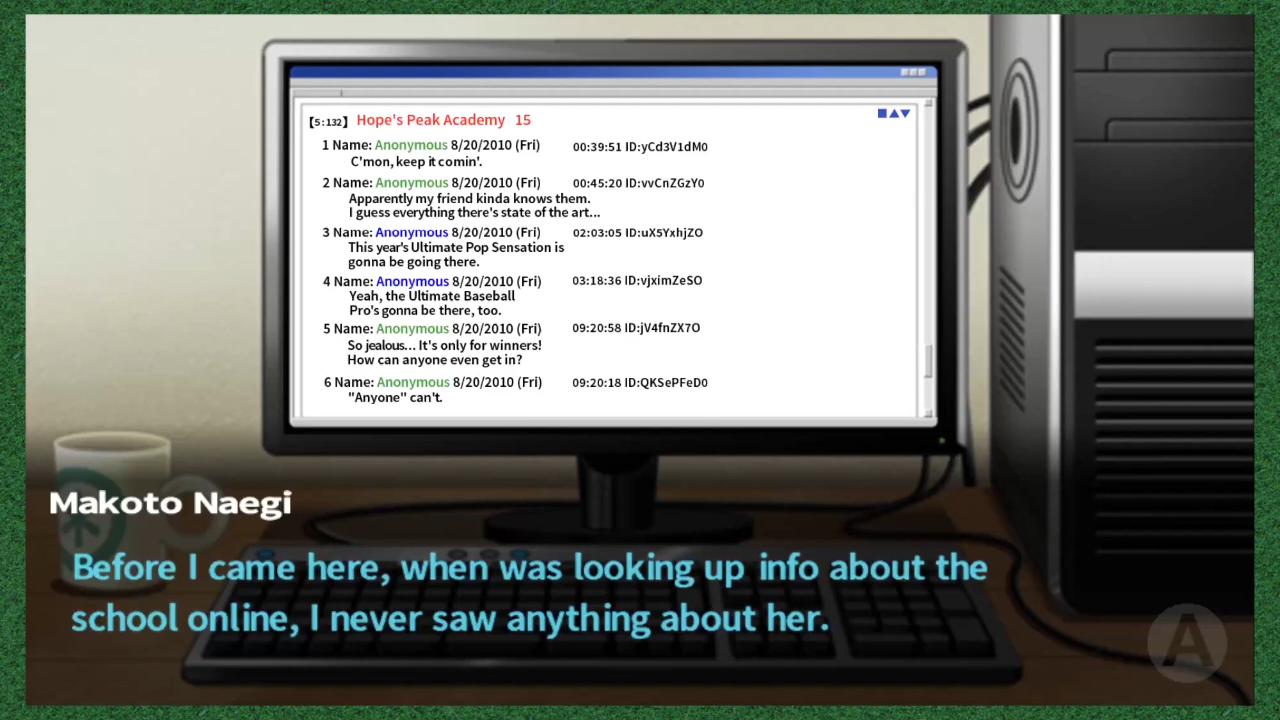 【5:132】 Hope's Peak Academy 15
1 Name: Anonymous 8/20/2010 (Fri) 00:39:51 ID:yCd3V1dM0
C'mon, keep it comin'.
2 Name: Anonymous 8/20/2010 (Fri) 00:45:20 ID:vvCnZGzY0
Apparently my friend kinda knows them.
I guess everything there's state of the art...
3 Name: Anonymous 8/20/2010 (Fri) 02:03:05 ID:uX5YxhjZO
This year's Ultimate Pop Sensation is
gonna be going there.
4 Name: Anonymous 8/20/2010 (Fri) 03:18:36 ID:vjximZeSO
Yeah, the Ultimate Baseball
Pro's gonna be there, too.
5 Name: Anonymous 8/20/2010 (Fri) 09:20:58 ID:jV4fnZX7O
So jealous... It's only for winners!
How can anyone even get in?
6 Name: Anonymous 8/20/2010 (Fri) 09:20:18 ID:QKSePFeD0
"Anyone" can't.
Makoto Naegi
Before I came here, when was looking up info about the
school online, I never saw anything about her.
A